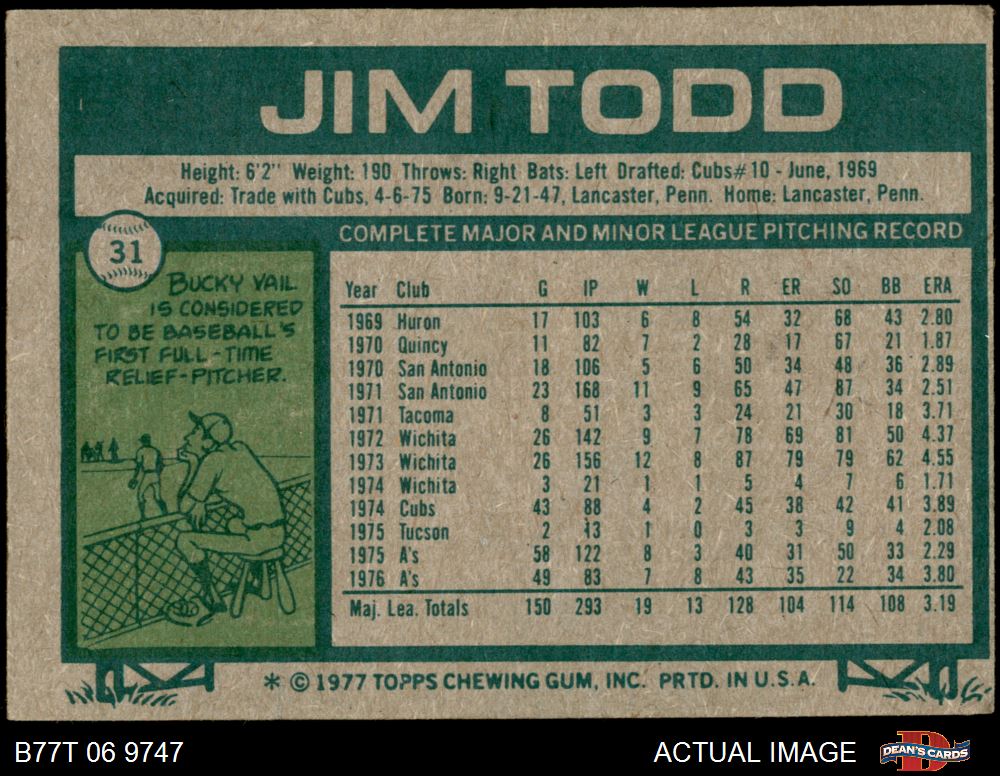 JIM TODD
Height: 6'2" Weight: 190 Throws: Right Bats: Left Drafted: Cubs#10 - June, 1969
Acquired: Trade with Cubs, 4-6-75 Born: 9-21-47, Lancaster, Penn. Home: Lancaster, Penn.
31
BUCKY VAIL
IS CONSIDERED
TO BE BASEBALL'S
FIRST FULL-TIME
RELIEF-PITCHER.
COMPLETE MAJOR AND MINOR LEAGUE PITCHING RECORD
Year Club G IP W L R ER SO BB ERA
1969 Huron 17 103 6 8 54 32 68 43 2.80
1970 Quincy 11 82 7 2 28 17 67 21 1.87
1970 San Antonio 18 106 5 6 50 34 48 36 2.89
1971 San Antonio 23 168 11 9 65 47 87 34 2.51
1971 Tacoma 8 51 3 3 24 21 30 18 3.71
1972 Wichita 26 142 9 7 78 69 81 50 4.37
1973 Wichita 26 156 12 8 87 79 79 62 4.55
1974 Wichita 3 21 1 1 5 4 7 6 1.71
1974 Cubs 43 88 4 2 45 38 42 41 3.89
1975 Tucson 2 13 1 0 3 3 9 4 2.08
1975 A's 58 122 8 3 40 31 50 33 2.29
1976 A's 49 83 7 8 43 35 22 34 3.80
Maj. Lea. Totals 150 293 19 13 128 104 114 108 3.19
* © 1977 TOPPS CHEWING GUM, INC. PRTD. IN U.S.A.
B77T 06 9747
ACTUAL IMAGE
DEAN'S CARDS